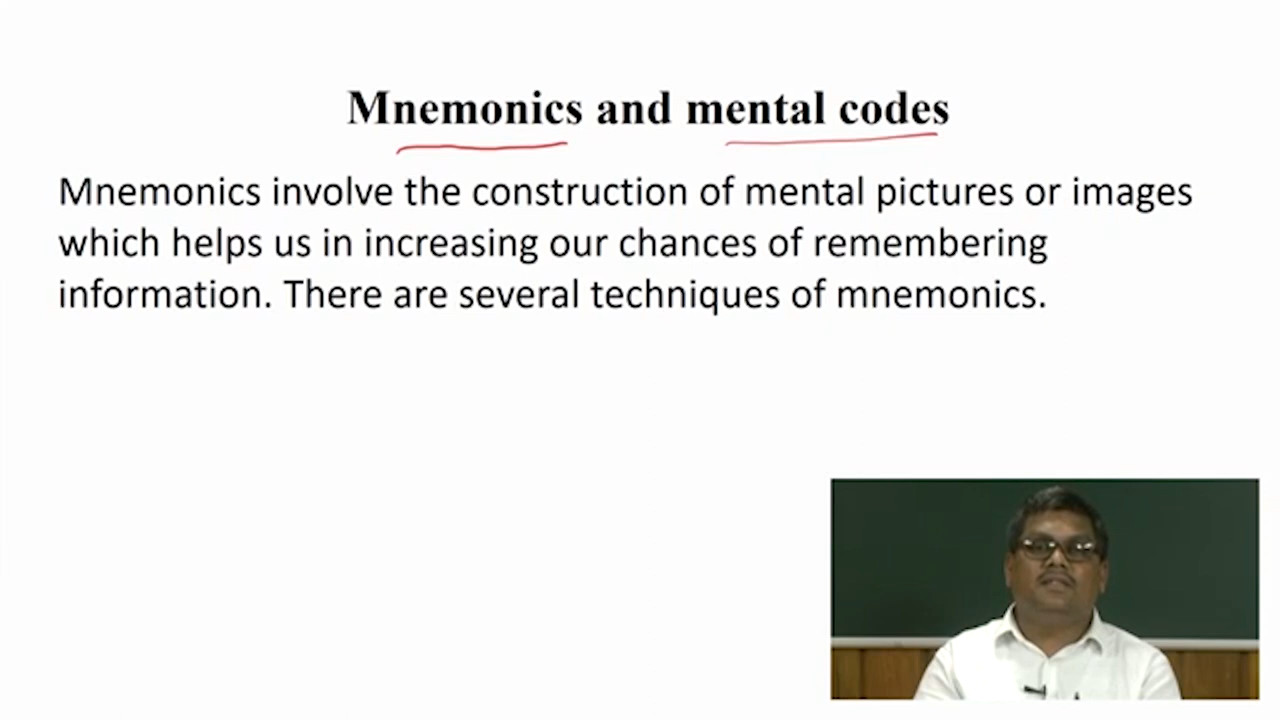 Mnemonics and mental codes
Mnemonics involve the construction of mental pictures or images
which helps us in increasing our chances of remembering
information. There are several techniques of mnemonics.